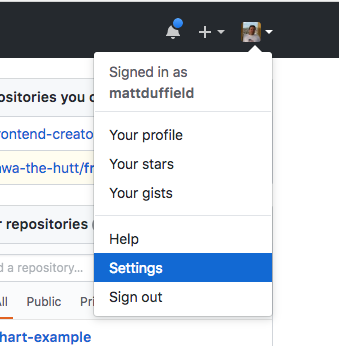 Signed in as
mattduffield
ositories you c
Your profile
rontend-creato
Your stars
wa-the-hutt/fr
Your gists
r repositories
Help
d a repository...
Settings
All Public Pri
Sign out
hart-example